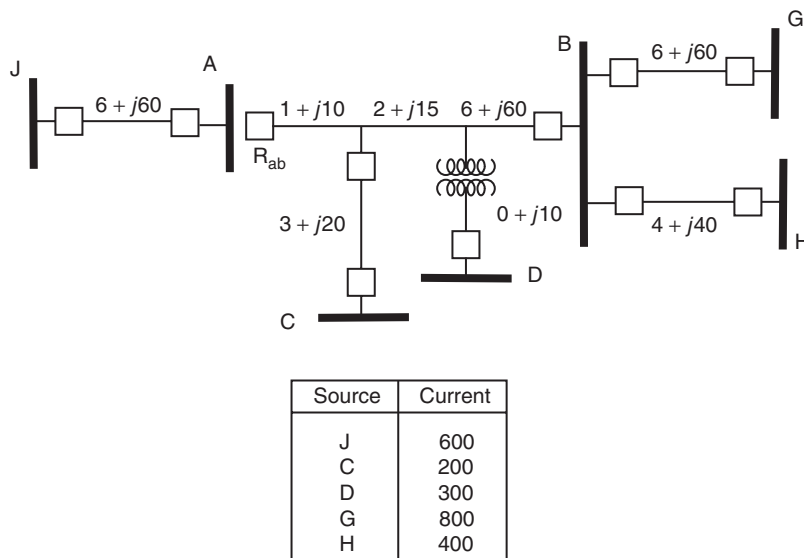 G
B
J
A
6 + j60
6 + j60
1 + j10
2 + j15
6 + j60
Rab
3 + j20
0 + j10
4 + j40
H
D
C
Source Current
J 600
C 200
D 300
G 800
H 400